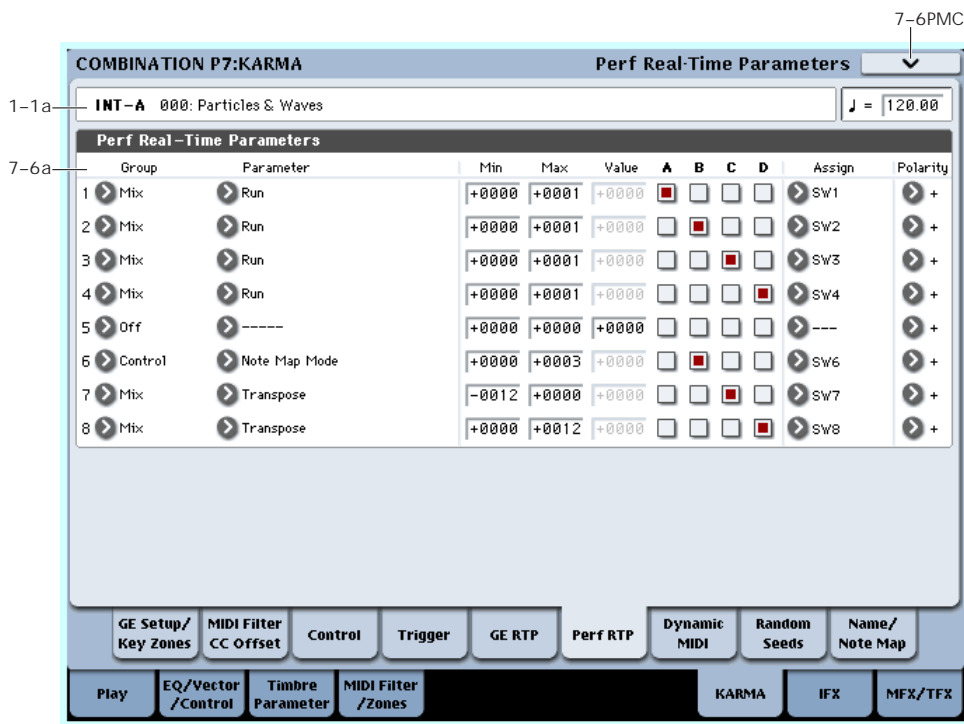 7-6PMC
COMBINATION P7:KARMA Perf Real-Time Parameters
1-1a INT-A 000: Particles & Waves ♩ = 120.00
Perf Real-Time Parameters
7-6a Group Parameter Min Max Value A B C D Assign Polarity
1 Mix Run +0000 +0001 +0000 SW1 +
2 Mix Run +0000 +0001 +0000 SW2 +
3 Mix Run +0000 +0001 +0000 SW3 +
4 Mix Run +0000 +0001 +0000 SW4 +
5 Off ----- +0000 +0000 +0000 --- +
6 Control Note Map Mode +0000 +0003 +0000 SW6 +
7 Mix Transpose -0012 +0000 +0000 SW7 +
8 Mix Transpose +0000 +0012 +0000 SW8 +
GE Setup/ Key Zones MIDI Filter CC Offset Control Trigger GE RTP Perf RTP Dynamic MIDI Random Seeds Name/ Note Map
Play EQ/Vector /Control Timbre Parameter MIDI Filter /Zones KARMA IFX MFX/TFX